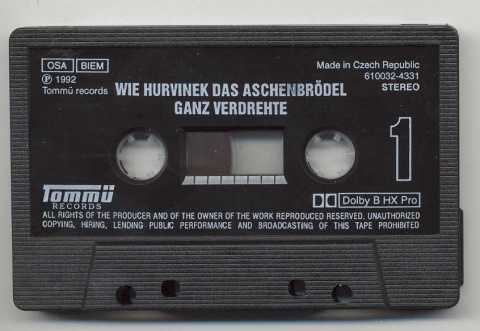 OSA BIEM
Ⓟ 1992
Tommü records
WIE HURVINEK DAS ASCHENBRÖDEL
GANZ VERDREHTE
Made in Czech Republic
610032-4331
STEREO
1
Tommü
RECORDS
Dolby B HX Pro
ALL RIGHTS OF THE PRODUCER AND OF THE OWNER OF THE WORK REPRODUCED RESERVED. UNAUTHORIZED
COPYING, HIRING, LENDING PUBLIC PERFORMANCE AND BROADCASTING OF THIS TAPE PROHIBITED